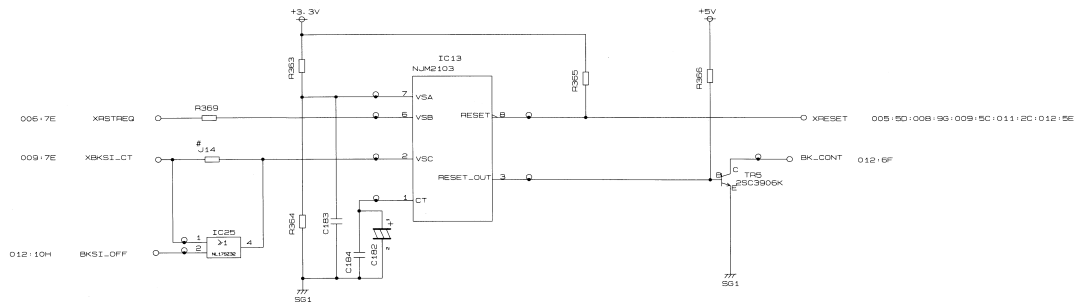 +3.3V
+5V
IC13
NJM2103
R363
R365
R366
7 VSA
R369
006:7E XRSTREQ
6 VSB
RESET 8
XRESET 005:5D:008:9G:009:5C:011:2C:012:5E
#
J14
009:7E XBKSI_CT
2 VSC
BK_CONT 012:6F
C
RESET_OUT 3
B
TR5
2SC3906K
E
1 CT
R364
C183
+
1
C182
2
C184
IC25
1
≥1
4
2
NL17SZ32
012:10H BKSI_OFF
SG1
SG1